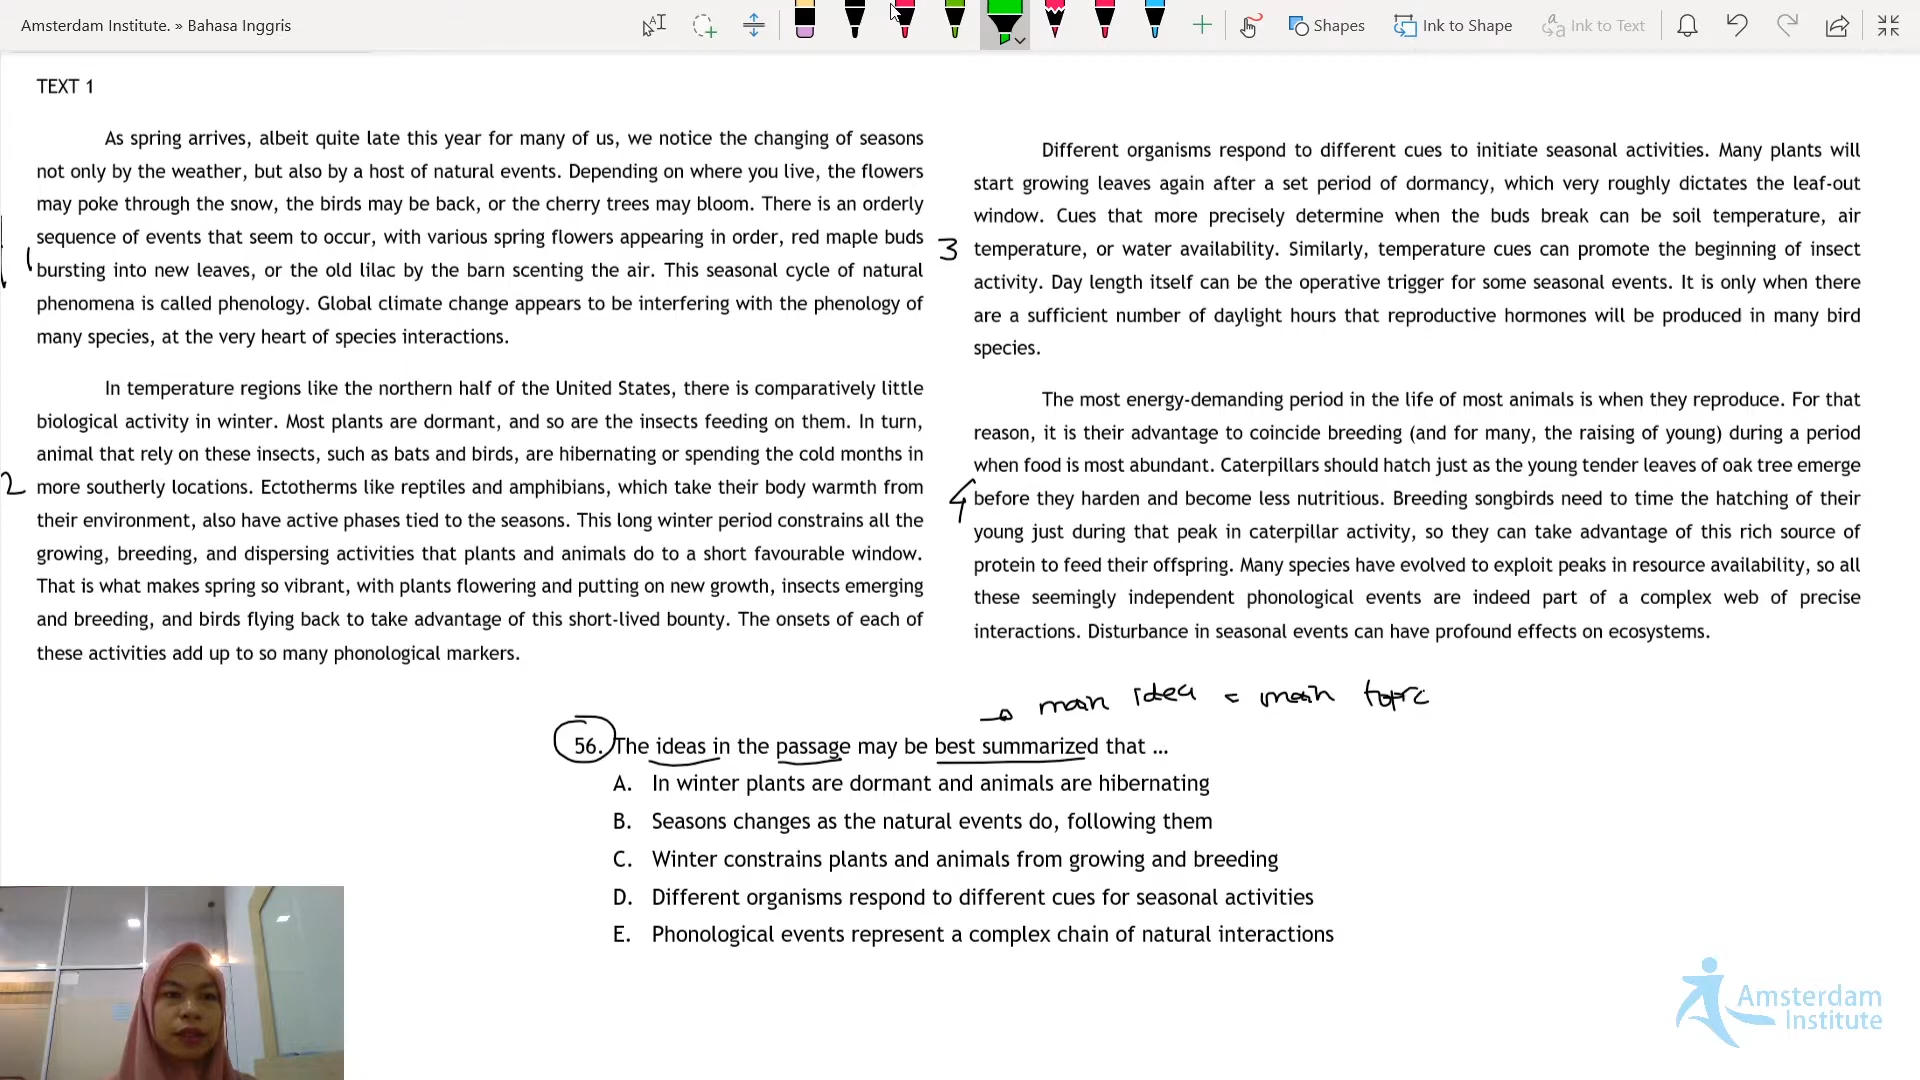 Amsterdam Institute. » Bahasa Inggris
Shapes
Ink to Shape
Ink to Text
TEXT 1
As spring arrives, albeit quite late this year for many of us, we notice the changing of seasons
not only by the weather, but also by a host of natural events. Depending on where you live, the flowers
may poke through the snow, the birds may be back, or the cherry trees may bloom. There is an orderly
sequence of events that seem to occur, with various spring flowers appearing in order, red maple buds
bursting into new leaves, or the old lilac by the barn scenting the air. This seasonal cycle of natural
phenomena is called phenology. Global climate change appears to be interfering with the phenology of
many species, at the very heart of species interactions.
In temperature regions like the northern half of the United States, there is comparatively little
biological activity in winter. Most plants are dormant, and so are the insects feeding on them. In turn,
animal that rely on these insects, such as bats and birds, are hibernating or spending the cold months in
2 more southerly locations. Ectotherms like reptiles and amphibians, which take their body warmth from
their environment, also have active phases tied to the seasons. This long winter period constrains all the
growing, breeding, and dispersing activities that plants and animals do to a short favourable window.
That is what makes spring so vibrant, with plants flowering and putting on new growth, insects emerging
and breeding, and birds flying back to take advantage of this short-lived bounty. The onsets of each of
these activities add up to so many phonological markers.
Different organisms respond to different cues to initiate seasonal activities. Many plants will
start growing leaves again after a set period of dormancy, which very roughly dictates the leaf-out
window. Cues that more precisely determine when the buds break can be soil temperature, air
3 temperature, or water availability. Similarly, temperature cues can promote the beginning of insect
activity. Day length itself can be the operative trigger for some seasonal events. It is only when there
are a sufficient number of daylight hours that reproductive hormones will be produced in many bird
species.
The most energy-demanding period in the life of most animals is when they reproduce. For that
reason, it is their advantage to coincide breeding (and for many, the raising of young) during a period
when food is most abundant. Caterpillars should hatch just as the young tender leaves of oak tree emerge
4 before they harden and become less nutritious. Breeding songbirds need to time the hatching of their
young just during that peak in caterpillar activity, so they can take advantage of this rich source of
protein to feed their offspring. Many species have evolved to exploit peaks in resource availability, so all
these seemingly independent phonological events are indeed part of a complex web of precise
interactions. Disturbance in seasonal events can have profound effects on ecosystems.
main idea = main topic
56. The ideas in the passage may be best summarized that ...
A. In winter plants are dormant and animals are hibernating
B. Seasons changes as the natural events do, following them
C. Winter constrains plants and animals from growing and breeding
D. Different organisms respond to different cues for seasonal activities
E. Phonological events represent a complex chain of natural interactions
Amsterdam
Institute